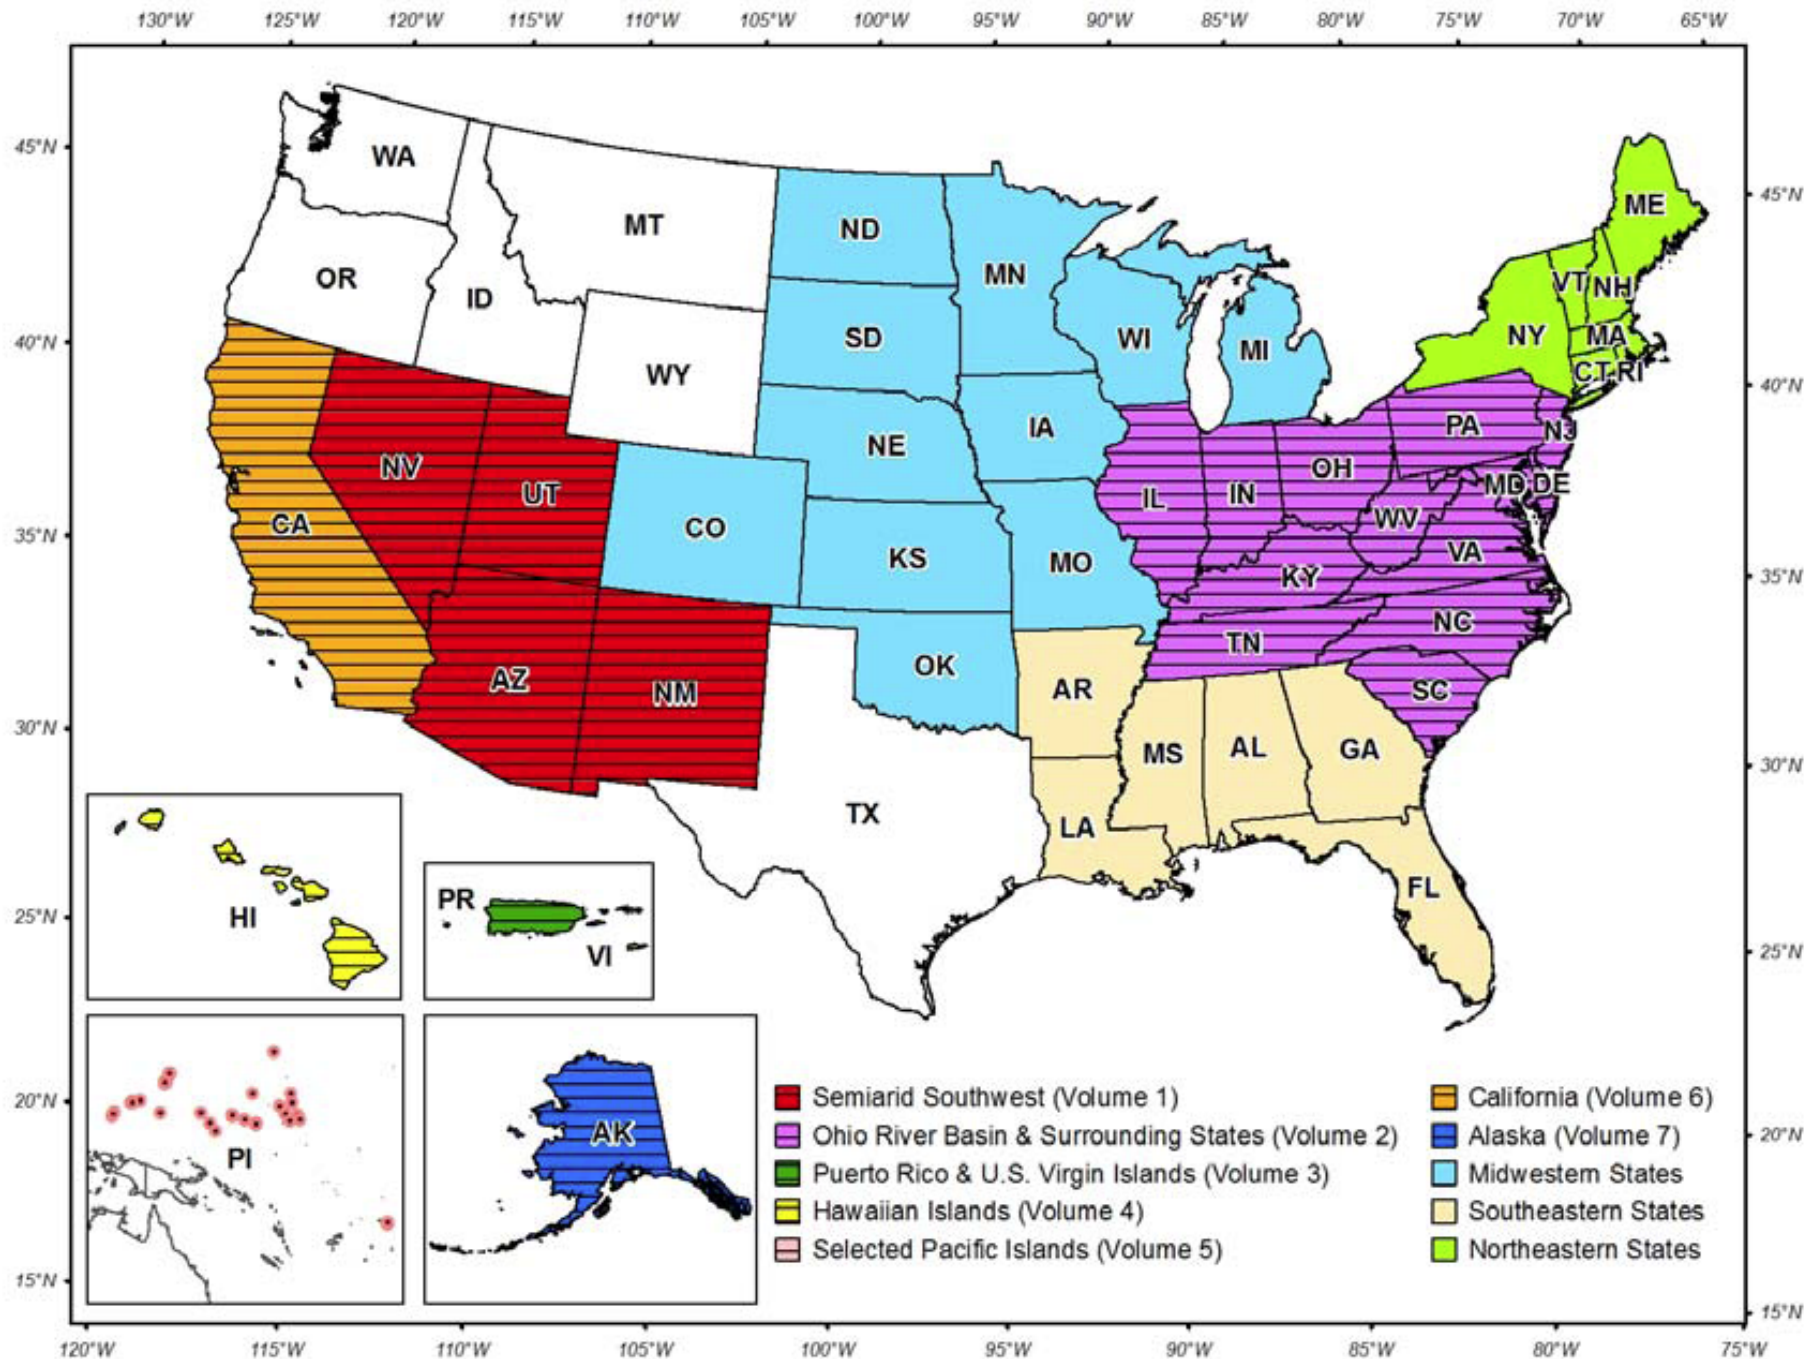 130°W 125°W 120°W 115°W 110°W 105°W 100°W 95°W 90°W 85°W 80°W 75°W 70°W 65°W
45°N
WA
ME
45°N
MT
ND
MN
OR
ID
VT NH
SD
WI
MI
NY
MA
40°N
WY
CT RI
40°N
NE
IA
PA
NJ
NV
UT
OH
IL
IN
MD DE
CA
CO
KS
MO
WV
VA
35°N
KY
35°N
TN
NC
AZ
NM
OK
AR
SC
30°N
MS
AL
GA
30°N
TX
LA
FL
25°N
HI
PR
VI
25°N
20°N
PI
AK
20°N
15°N
15°N
Semiarid Southwest (Volume 1)
Ohio River Basin & Surrounding States (Volume 2)
Puerto Rico & U.S. Virgin Islands (Volume 3)
Hawaiian Islands (Volume 4)
Selected Pacific Islands (Volume 5)
California (Volume 6)
Alaska (Volume 7)
Midwestern States
Southeastern States
Northeastern States
120°W 115°W 110°W 105°W 100°W 95°W 90°W 85°W 80°W 75°W